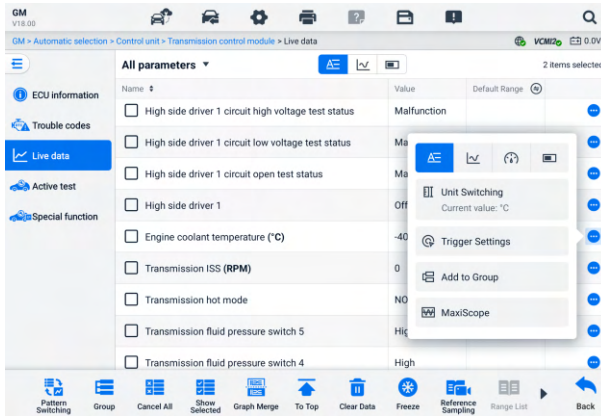 GM
V18.00
GM > Automatic selection > Control unit > Transmission control module > Live data
VCMI2
0.0V
All parameters
2 items selected
Name
Value
Default Range
ECU information
Trouble codes
Live data
Active test
Special function
High side driver 1 circuit high voltage test status
Malfunction
High side driver 1 circuit low voltage test status
Ma
High side driver 1 circuit open test status
Ma
High side driver 1
Off
Engine coolant temperature (°C)
-40
Transmission ISS (RPM)
0
Transmission hot mode
NO
Transmission fluid pressure switch 5
Hig
Transmission fluid pressure switch 4
High
Unit Switching
Current value: °C
Trigger Settings
Add to Group
MaxiScope
Pattern
Switching
Group
Cancel All
Show
Selected
Graph Merge
To Top
Clear Data
Freeze
Reference
Sampling
Range List
Back